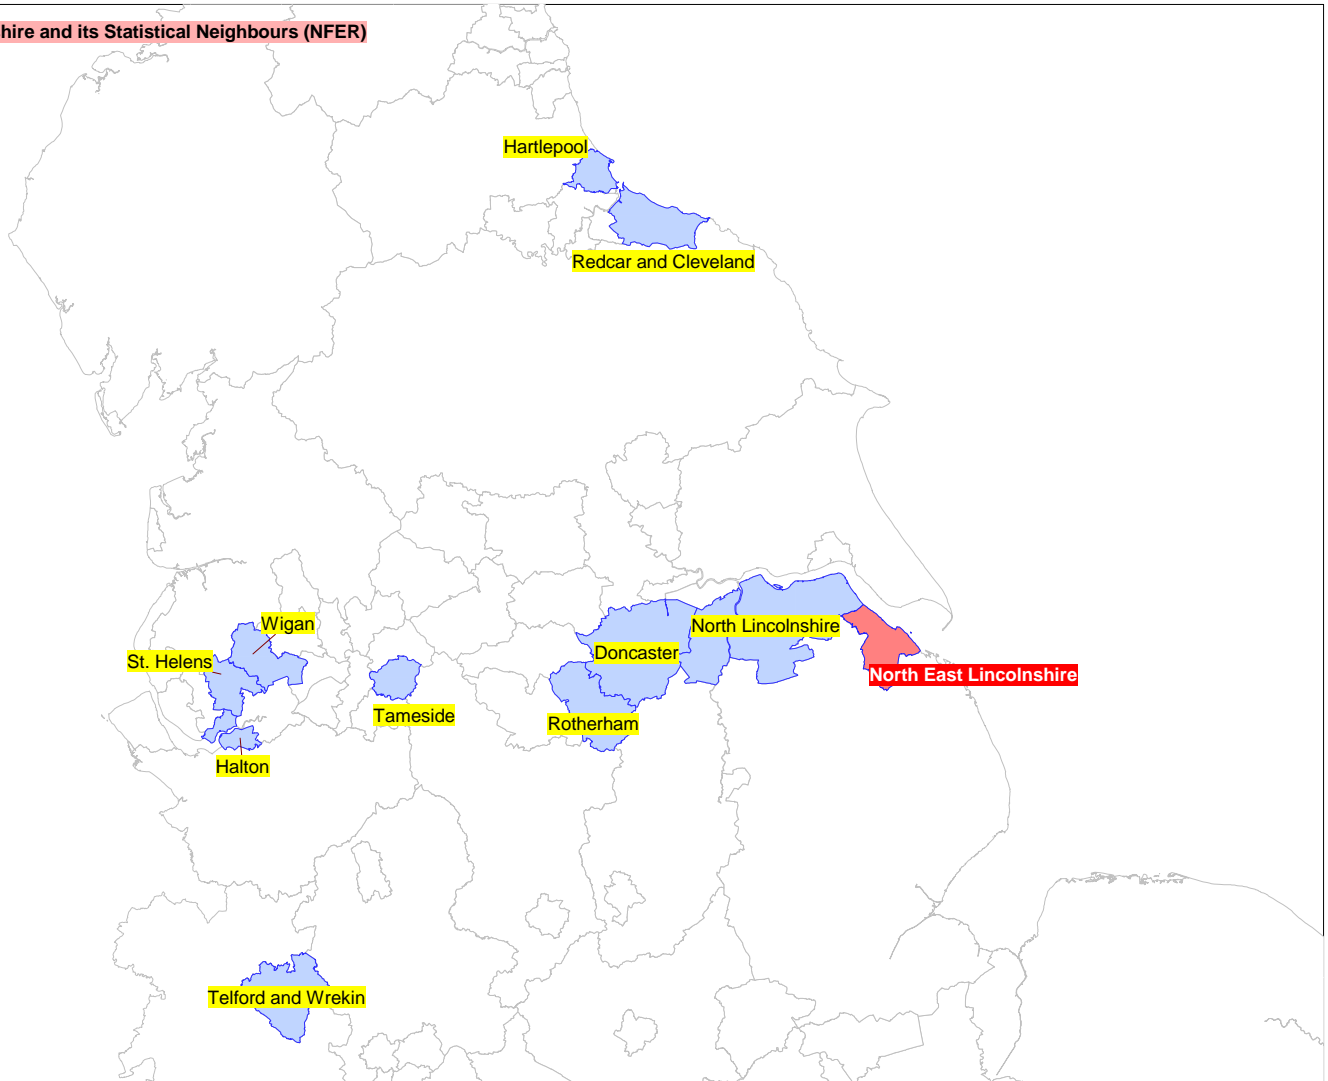 hire and its Statistical Neighbours (NFER)
Hartlepool
Redcar and Cleveland
Wigan
North Lincolnshire
St. Helens
Doncaster
North East Lincolnshire
Tameside
Rotherham
Halton
Telford and Wrekin